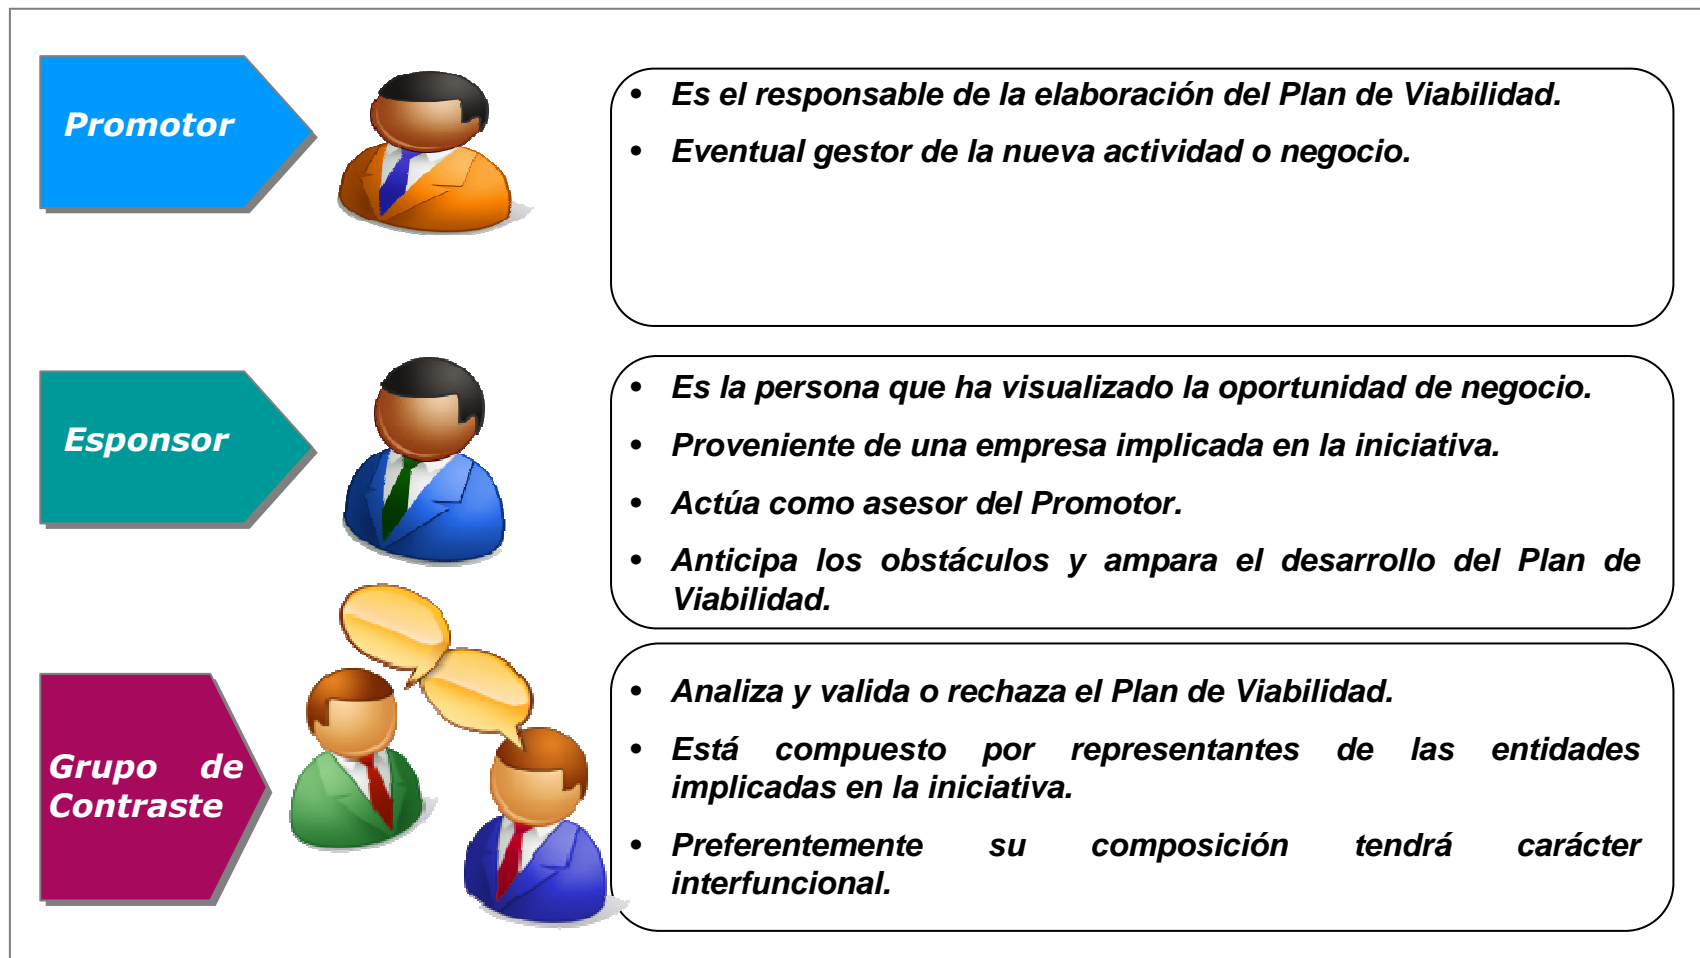 Promotor
• Es el responsable de la elaboración del Plan de Viabilidad.
• Eventual gestor de la nueva actividad o negocio.
Esponsor
• Es la persona que ha visualizado la oportunidad de negocio.
• Proveniente de una empresa implicada en la iniciativa.
• Actúa como asesor del Promotor.
• Anticipa los obstáculos y ampara el desarrollo del Plan de
Viabilidad.
Grupo de
Contraste
• Analiza y valida o rechaza el Plan de Viabilidad.
• Está compuesto por representantes de las entidades
implicadas en la iniciativa.
• Preferentemente su composición tendrá carácter
interfuncional.